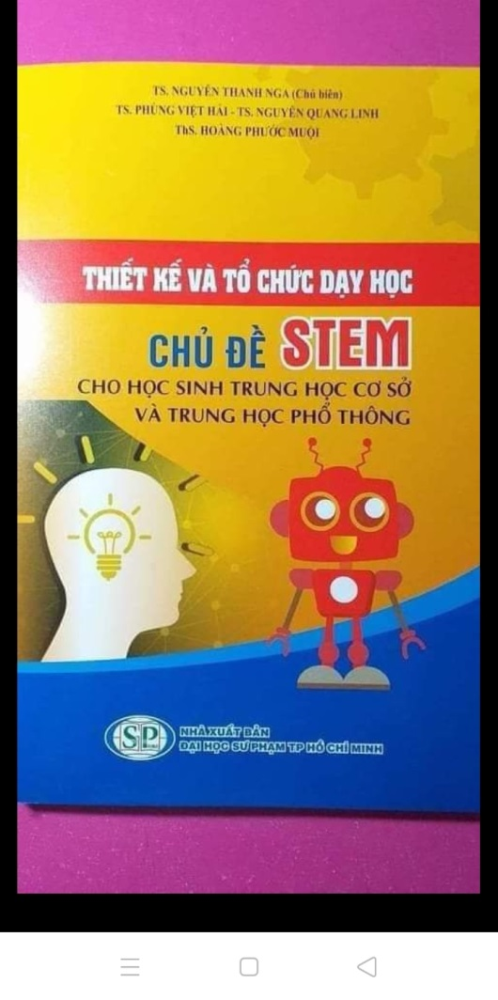 TS. NGUYỄN THANH NGA (Chủ biên)
TS. PHÙNG VIỆT HẢI - TS. NGUYỄN QUANG LINH
ThS. HOÀNG PHƯỚC MUỘI
THIẾT KẾ VÀ TỔ CHỨC DẠY HỌC
CHỦ ĐỀ STEM
CHO HỌC SINH TRUNG HỌC CƠ SỞ
VÀ TRUNG HỌC PHỔ THÔNG
SP
NHÀ XUẤT BẢN
ĐẠI HỌC SƯ PHẠM TP HỒ CHÍ MINH